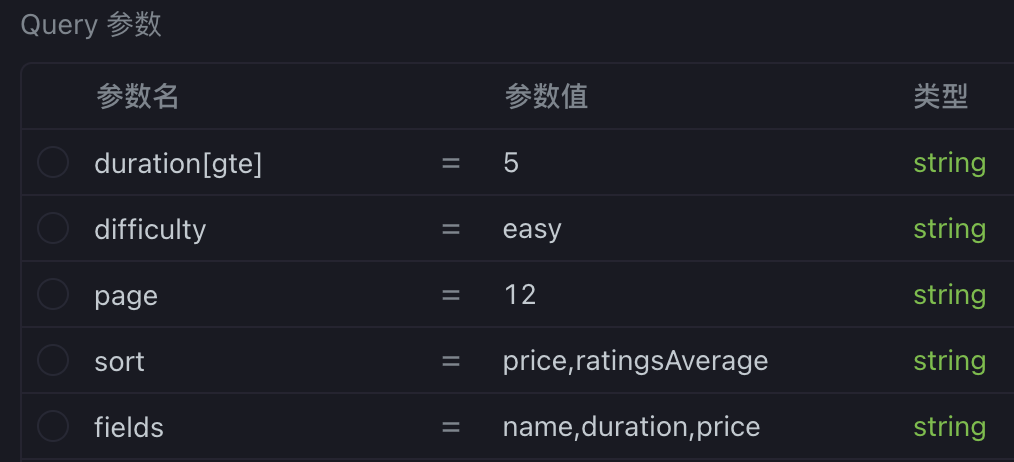 Query 参数
参数名 参数值 类型
duration[gte] = 5 string
difficulty = easy string
page = 12 string
sort = price,ratingsAverage string
fields = name,duration,price string